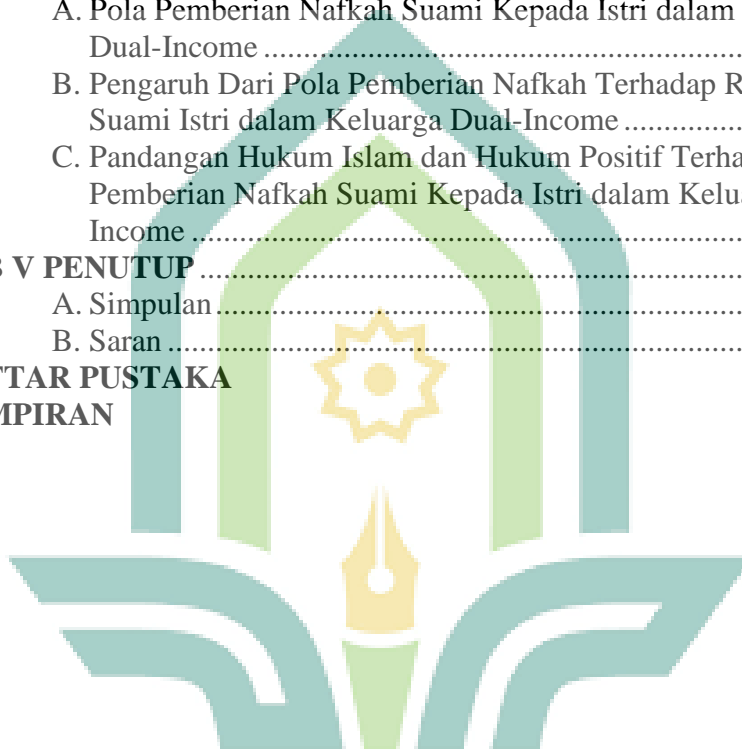 A. Pola Pemberian Nafkah Suami Kepada Istri dalam
Dual-Income ...............................................................
B. Pengaruh Dari Pola Pemberian Nafkah Terhadap R
Suami Istri dalam Keluarga Dual-Income .....................
C. Pandangan Hukum Islam dan Hukum Positif Terha
Pemberian Nafkah Suami Kepada Istri dalam Kelu
Income ...........................................................................
V PENUTUP ...................................................................
A. Simpulan .....................................................................
B. Saran ...........................................................................
TAR PUSTAKA
MPIRAN